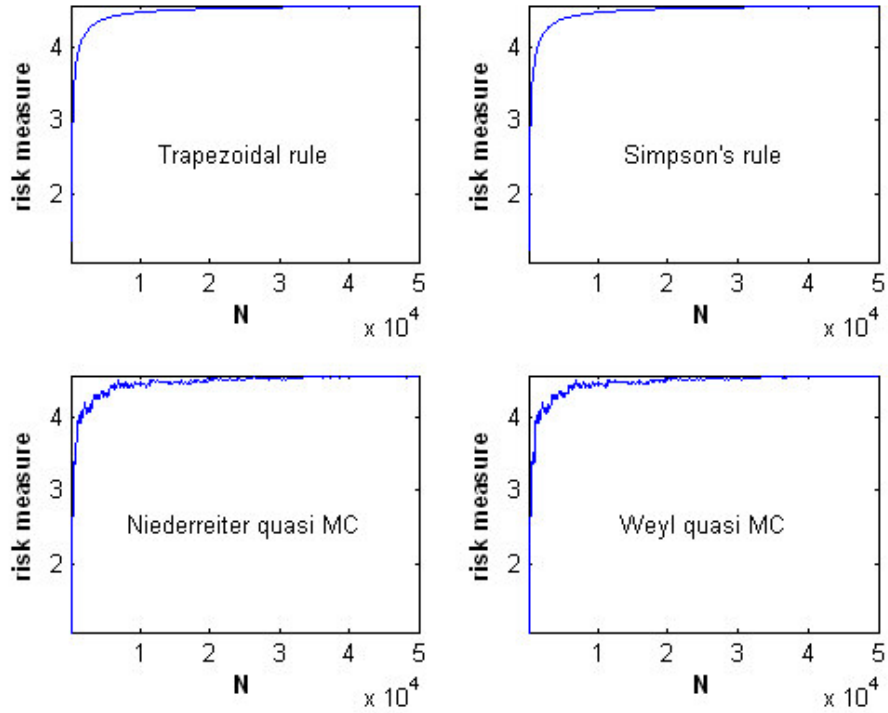 risk measure
4
3
2
Trapezoidal rule
1 2 3 4 5
N
x 10^4
risk measure
4
3
2
Simpson's rule
1 2 3 4 5
N
x 10^4
risk measure
4
3
2
Niederreiter quasi MC
1 2 3 4 5
N
x 10^4
risk measure
4
3
2
Weyl quasi MC
1 2 3 4 5
N
x 10^4